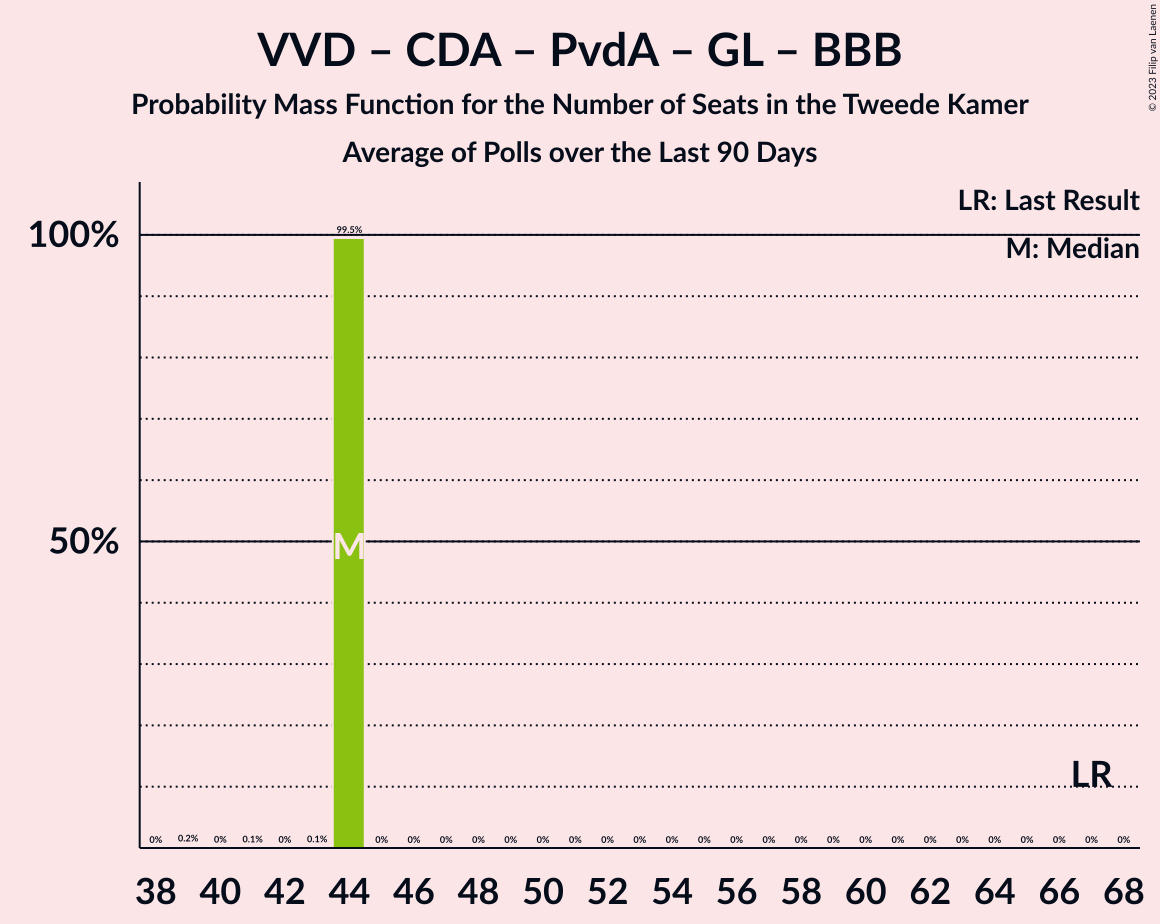 VVD – CDA – PvdA – GL – BBB
Probability Mass Function for the Number of Seats in the Tweede Kamer
Average of Polls over the Last 90 Days
© 2023 Filip van Laenen
LR: Last Result
M: Median
100%
50%
99.5%
M
LR
0% 0.2% 0% 0.1% 0% 0.1% 0% 0% 0% 0% 0% 0% 0% 0% 0% 0% 0% 0% 0% 0% 0% 0% 0% 0% 0% 0% 0% 0% 0% 0%
38 40 42 44 46 48 50 52 54 56 58 60 62 64 66 68